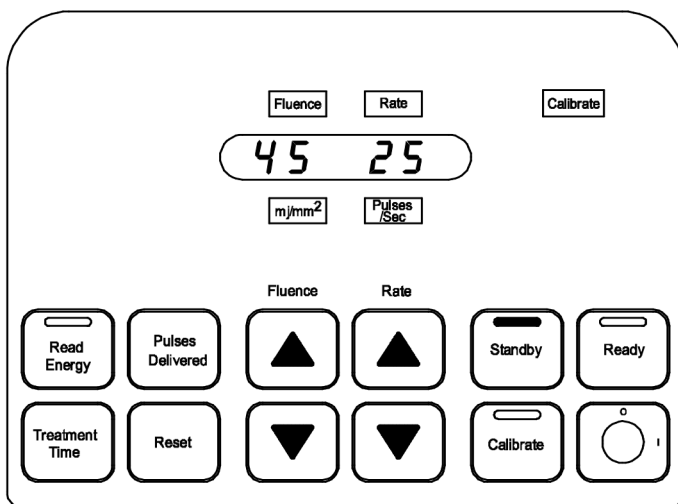 Fluence Rate Calibrate
45 25
mj/mm² Pulses
/Sec
Fluence Rate
Read
Energy
Pulses
Delivered
Standby
Ready
Treatment
Time
Reset
Calibrate
O
I